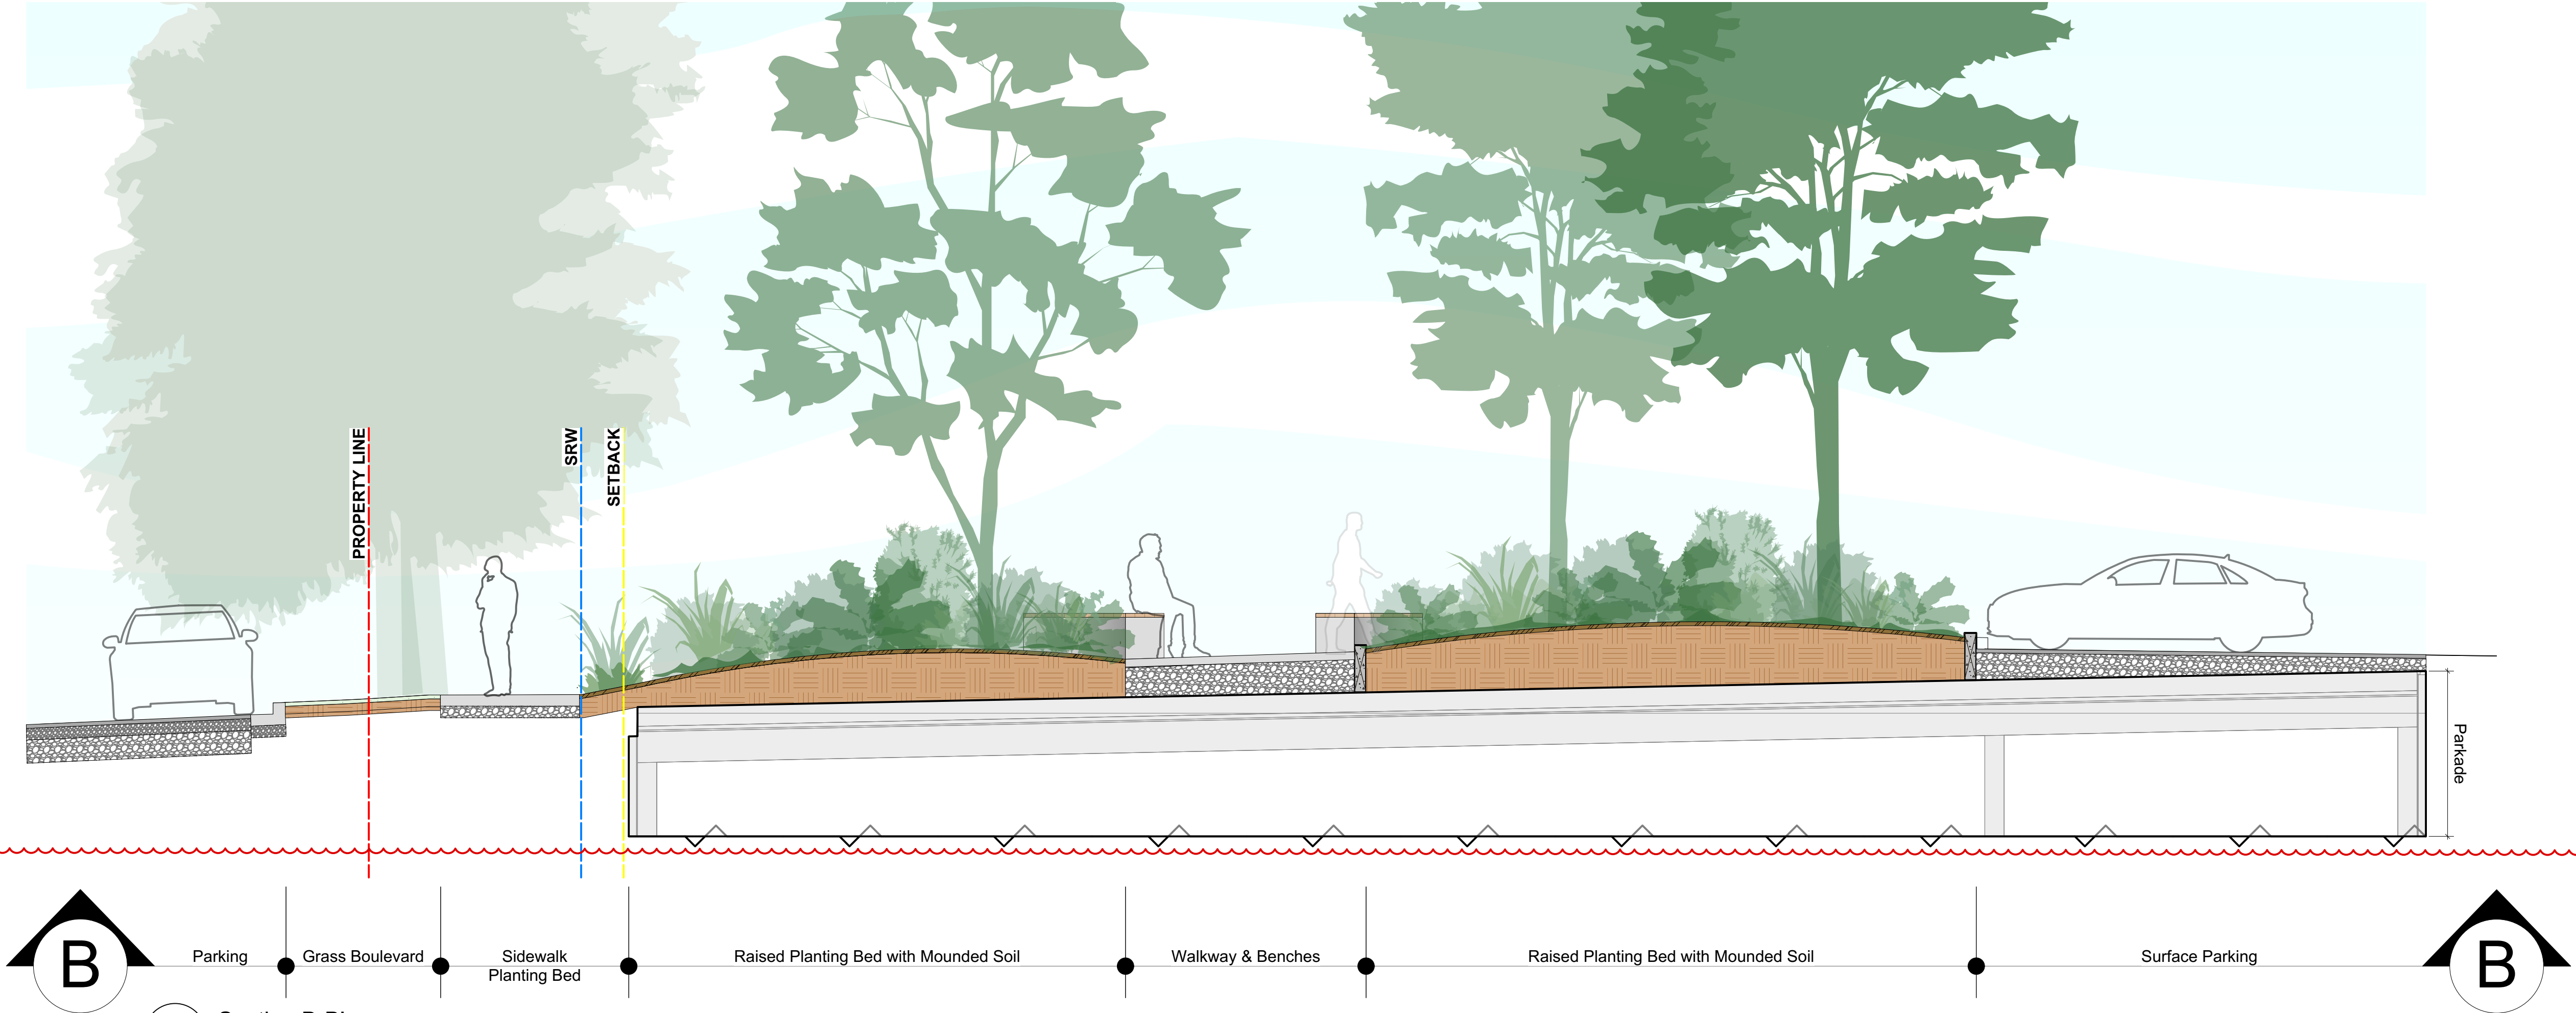 PROPERTY LINE
SRW
SETBACK
Parkade
B
Parking
Grass Boulevard
Sidewalk
Planting Bed
Raised Planting Bed with Mounded Soil
Walkway & Benches
Raised Planting Bed with Mounded Soil
Surface Parking
B